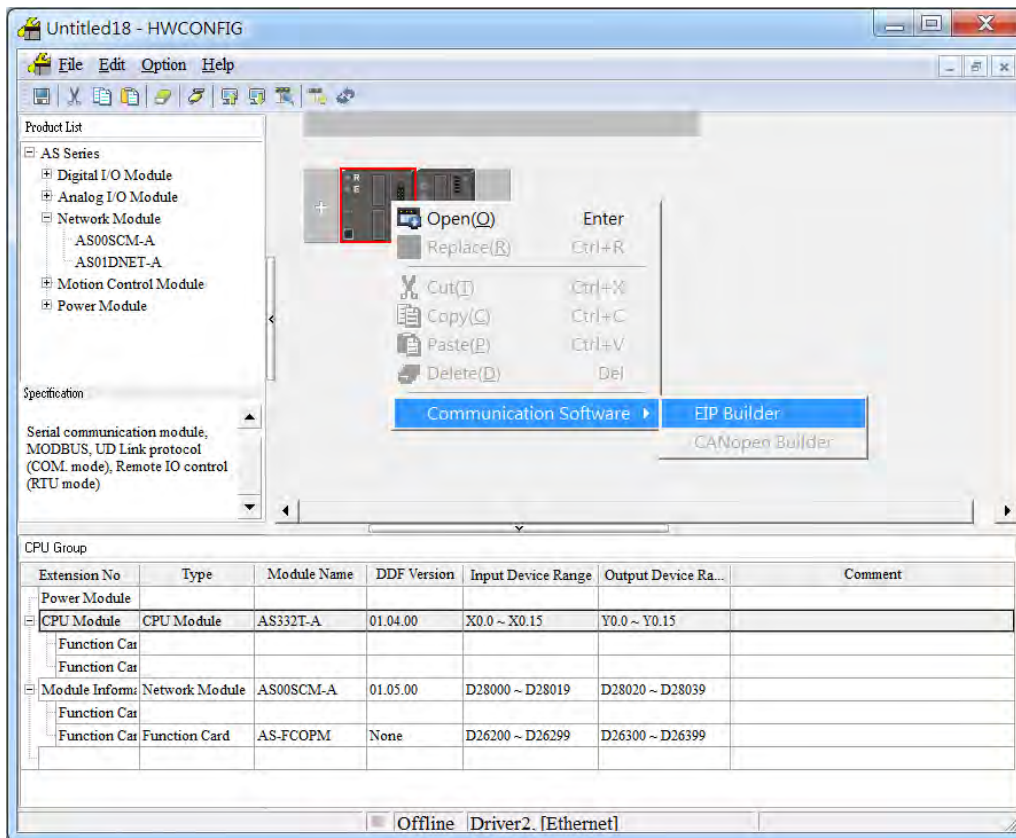 Untitled18 - HWCONFIG
File Edit Option Help
Product List
AS Series
Digital I/O Module
Analog I/O Module
Network Module
AS00SCM-A
AS01DNET-A
Motion Control Module
Power Module
R
E
Open(O) Enter
Replace(R) Ctrl+R
Cut(T) Ctrl+X
Copy(C) Ctrl+C
Paste(P) Ctrl+V
Delete(D) Del
Communication Software EIP Builder
CANopen Builder
Specification
Serial communication module,
MODBUS, UD Link protocol
(COM. mode), Remote IO control
(RTU mode)
CPU Group
Extension No Type Module Name DDF Version Input Device Range Output Device Ra... Comment
Power Module
CPU Module CPU Module AS332T-A 01.04.00 X0.0 ~ X0.15 Y0.0 ~ Y0.15
Function Car
Function Car
Module Informa Network Module AS00SCM-A 01.05.00 D28000 ~ D28019 D28020 ~ D28039
Function Car
Function Car Function Card AS-FCOPM None D26200 ~ D26299 D26300 ~ D26399
Offline Driver2, [Ethernet]